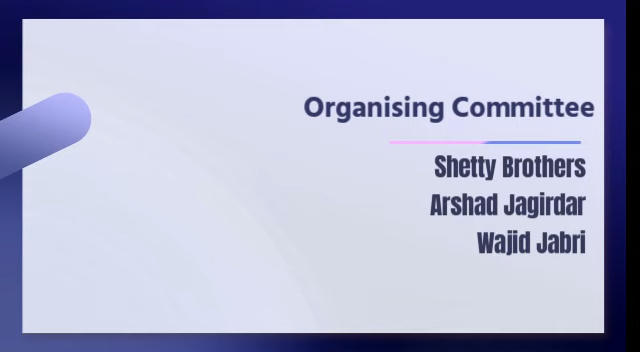 Organising Committee
Shetty Brothers
Arshad Jagirdar
Wajid Jabri